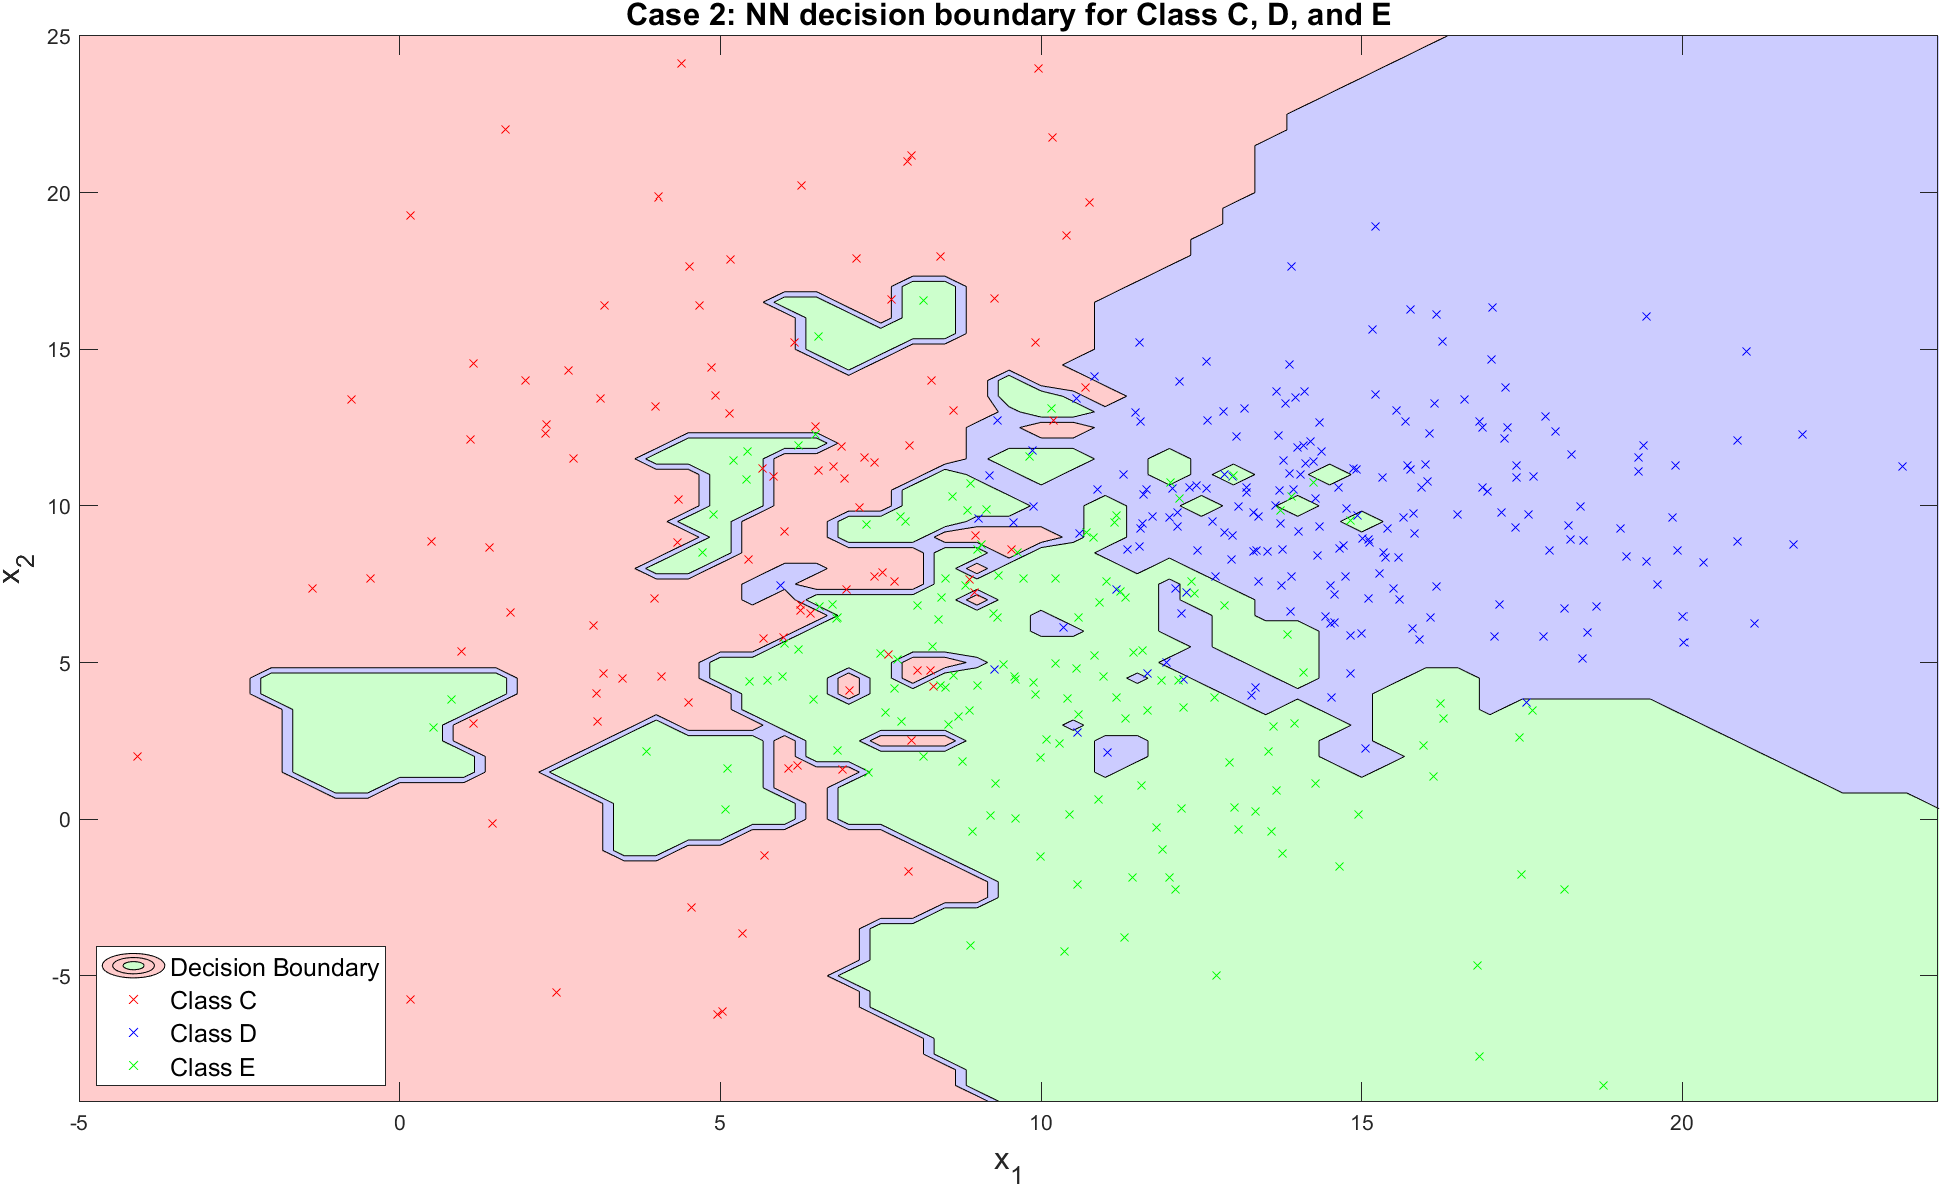 Case 2: NN decision boundary for Class C, D, and E
25
20
15
10
5
0
-5
x2
Decision Boundary
Class C
Class D
Class E
-5 0 5 10 15 20
x1